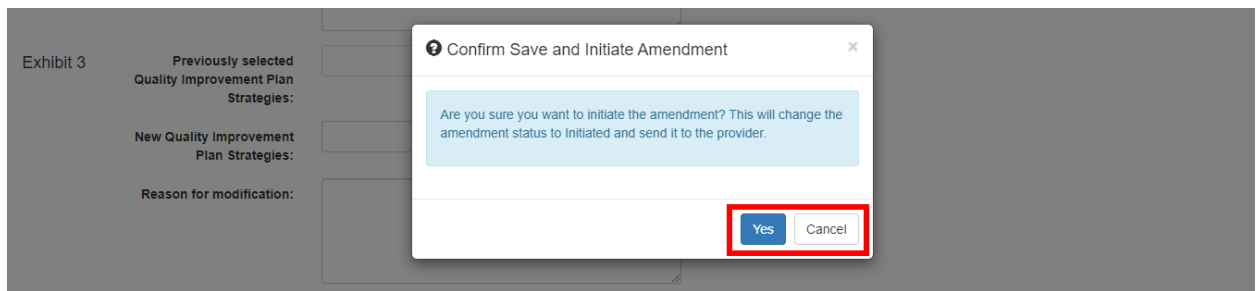 Confirm Save and Initiate Amendment ×
Exhibit 3
Previously selected
Quality Improvement Plan
Strategies:
Are you sure you want to initiate the amendment? This will change the
amendment status to Initiated and send it to the provider.
New Quality Improvement
Plan Strategies:
Reason for modification:
Yes Cancel